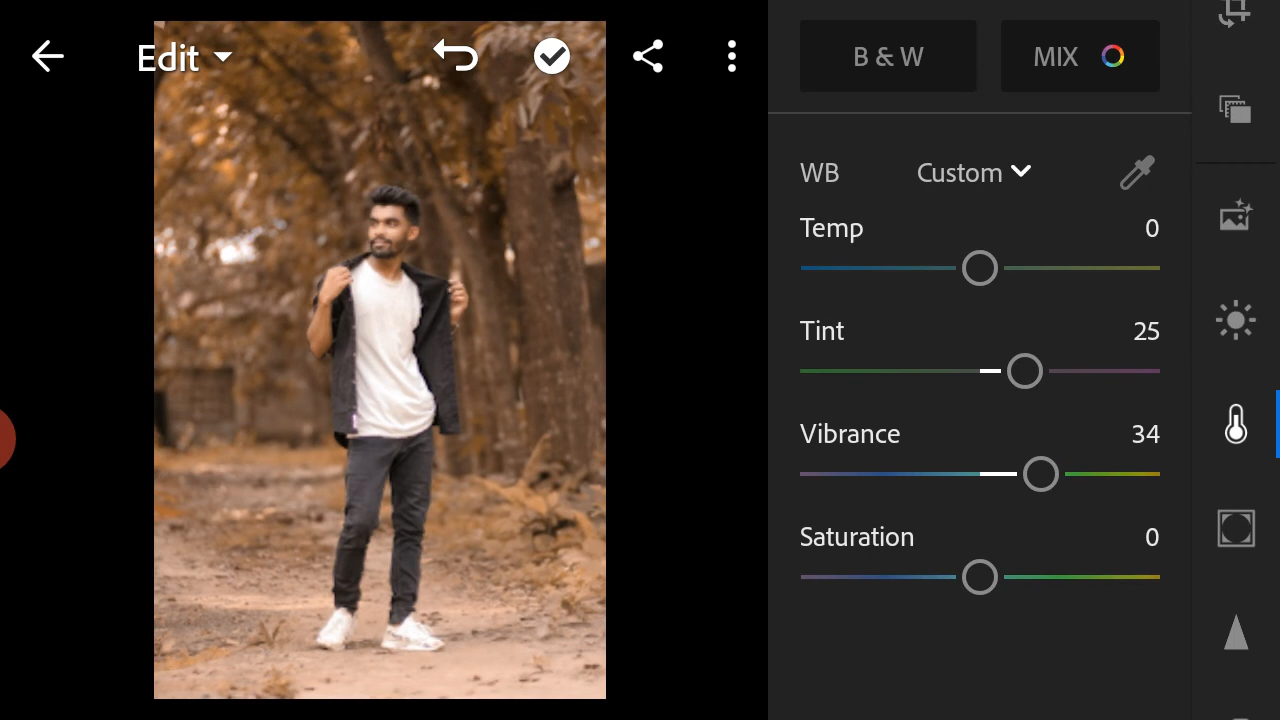 Edit
B & W
MIX
WB
Custom
Temp
0
Tint
25
Vibrance
34
Saturation
0